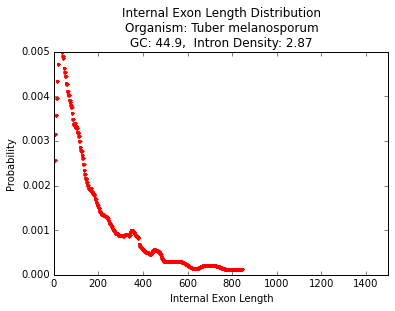 Internal Exon Length Distribution
Organism: Tuber melanosporum
GC: 44.9,  Intron Density: 2.87
0.005
0.004
0.003
0.002
0.001
0.000
Probability
0 200 400 600 800 1000 1200 1400
Internal Exon Length